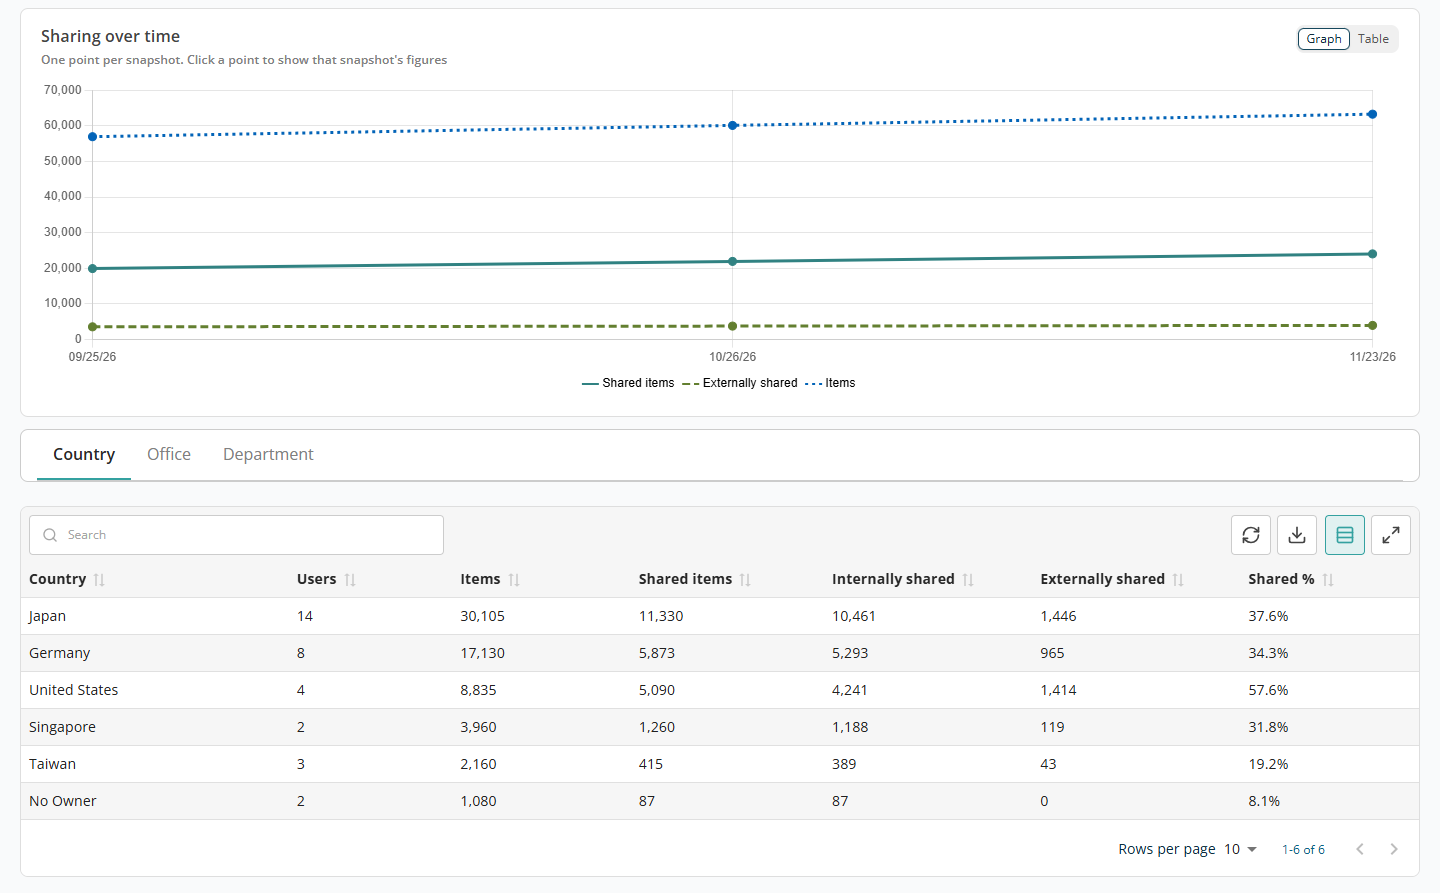 Sharing over time
Graph Table
One point per snapshot. Click a point to show that snapshot's figures
70,000
60,000
50,000
40,000
30,000
20,000
10,000
0
09/25/26 10/26/26 11/23/26
Shared items Externally shared Items
Country Office Department
Search
Country Users Items Shared items Internally shared Externally shared Shared %
Japan 14 30,105 11,330 10,461 1,446 37.6%
Germany 8 17,130 5,873 5,293 965 34.3%
United States 4 8,835 5,090 4,241 1,414 57.6%
Singapore 2 3,960 1,260 1,188 119 31.8%
Taiwan 3 2,160 415 389 43 19.2%
No Owner 2 1,080 87 87 0 8.1%
Rows per page 10 1-6 of 6